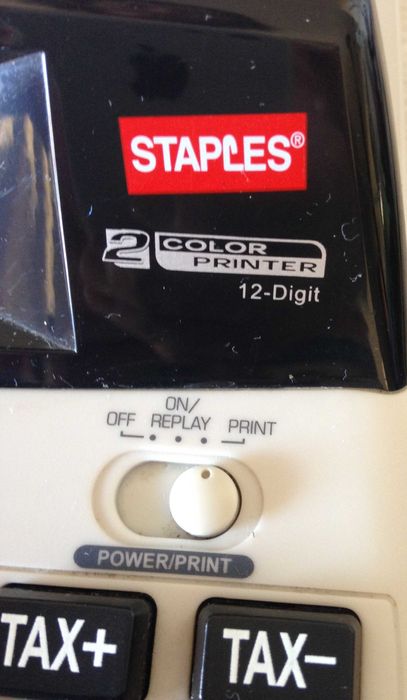 STAPLES®
2 COLOR
PRINTER
12-Digit
ON/
OFF REPLAY PRINT
POWER/PRINT
TAX+ TAX−